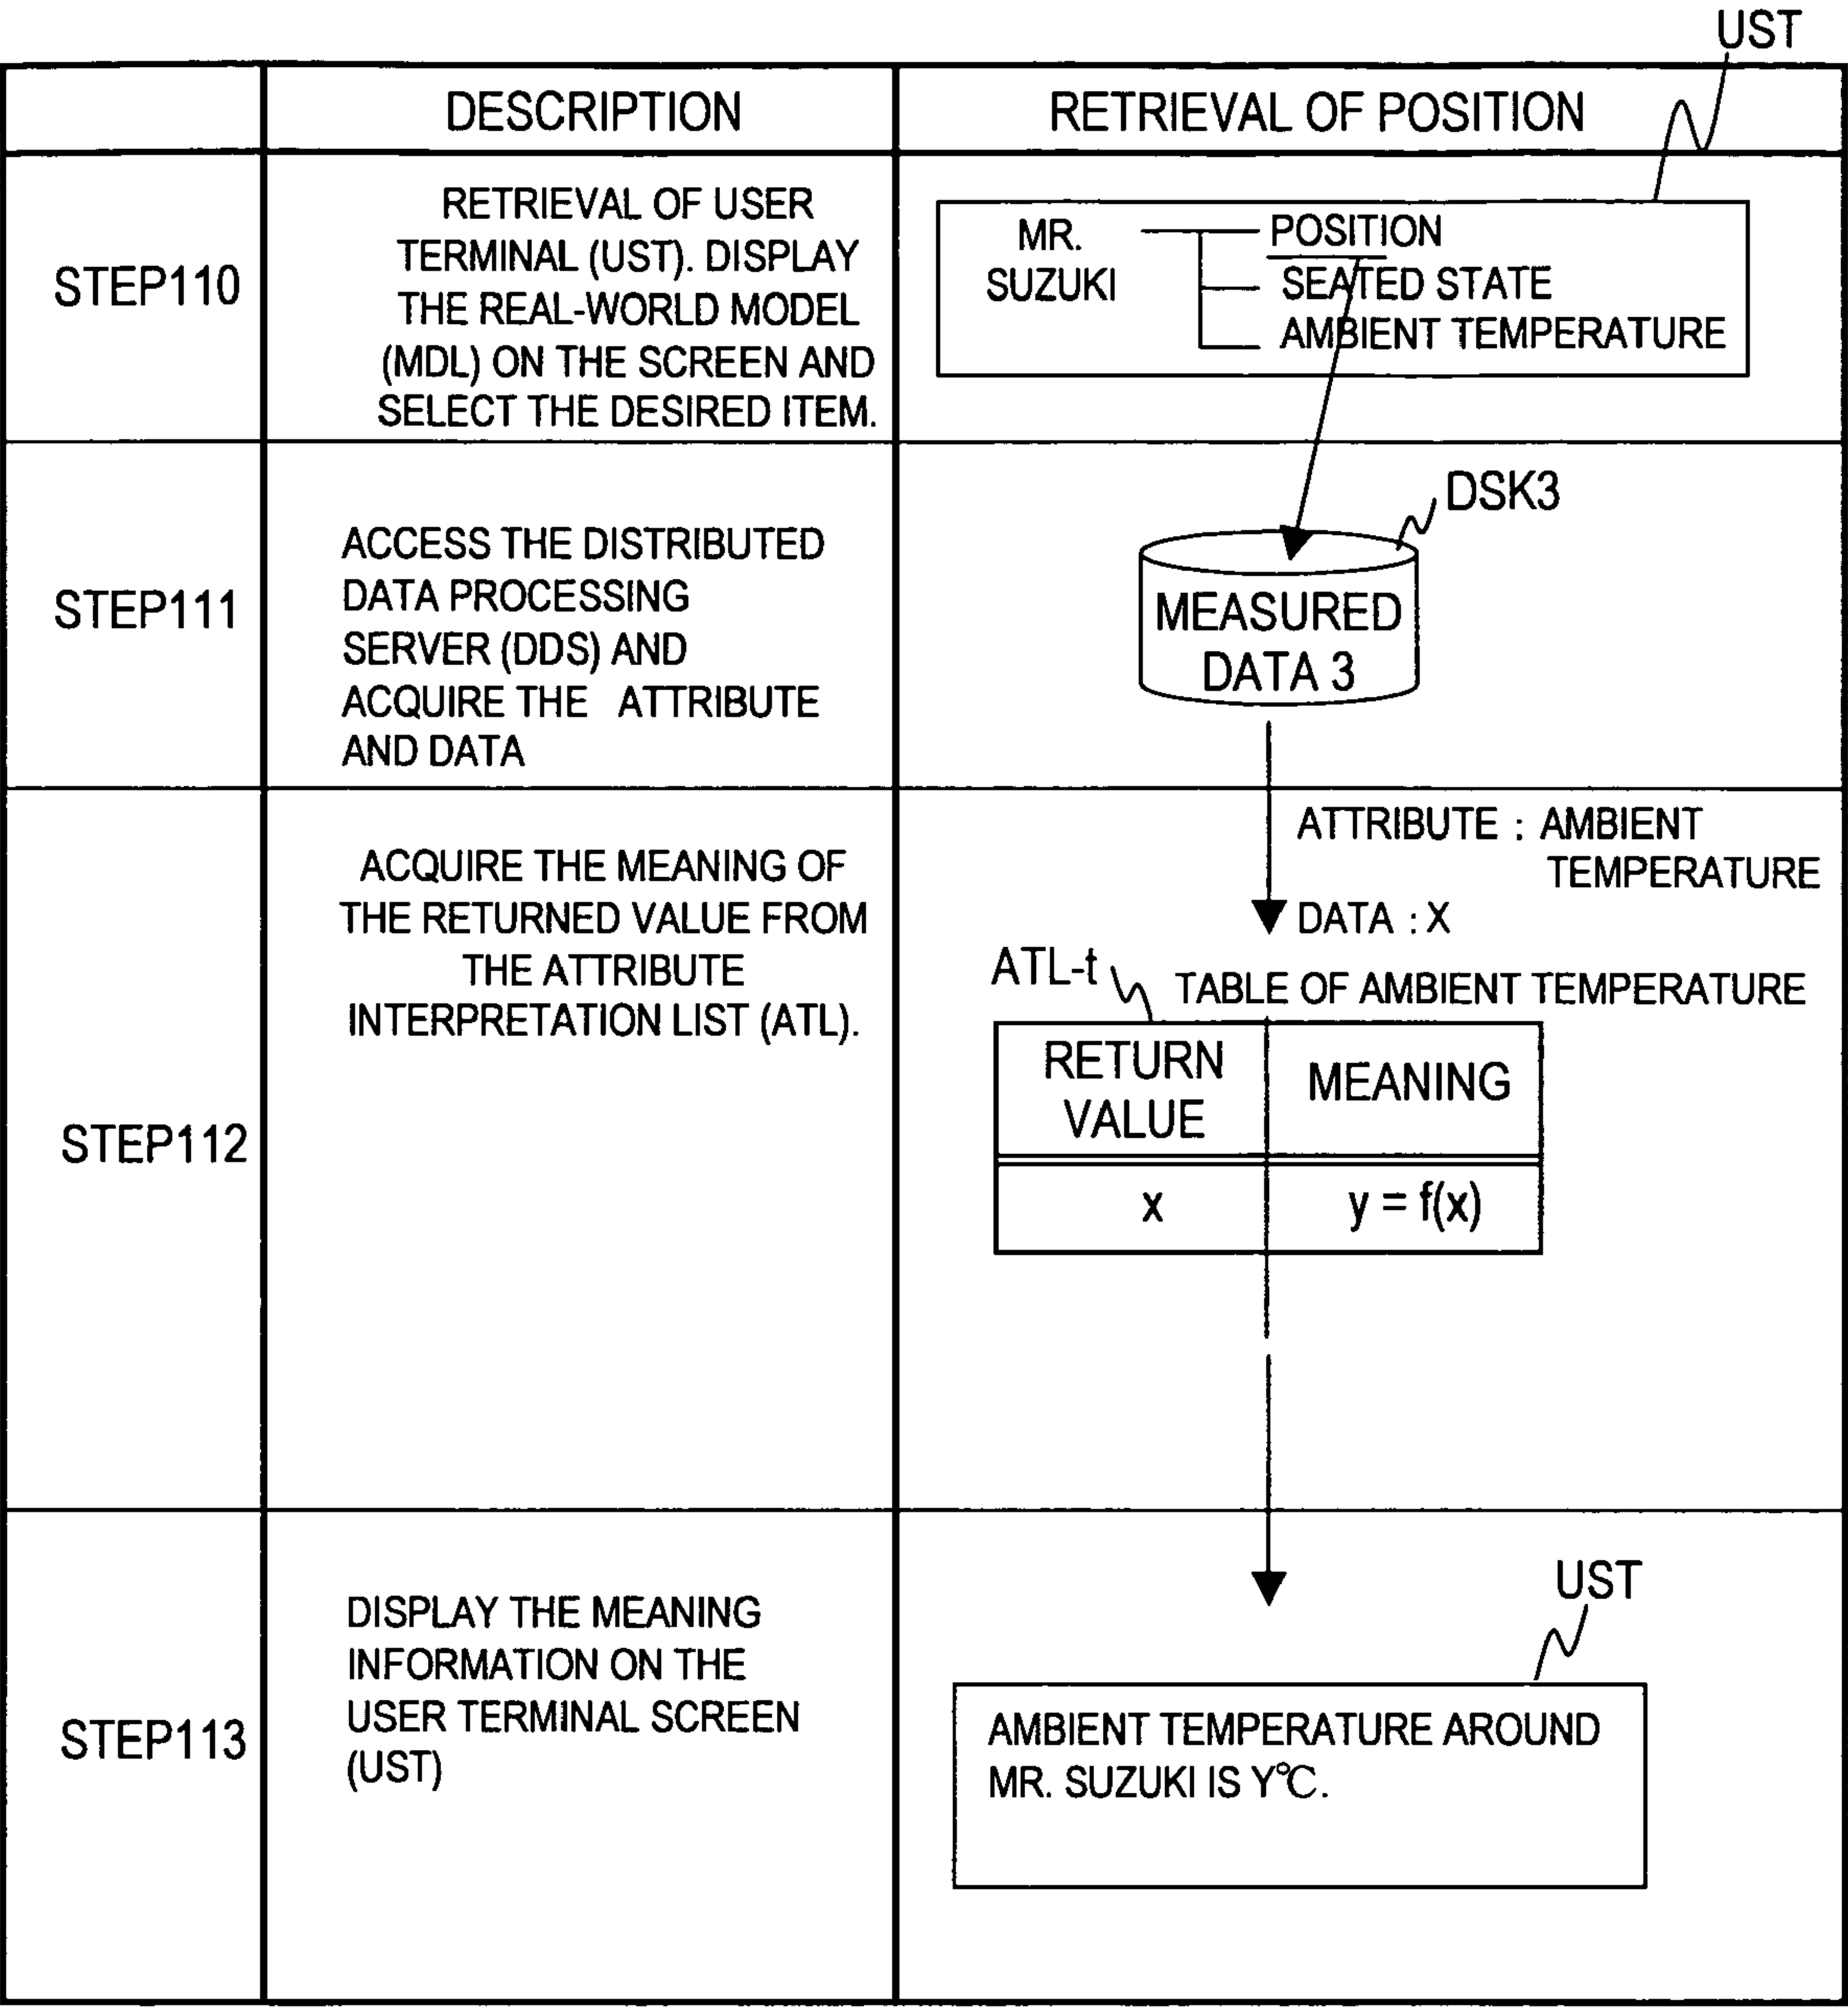 UST
DESCRIPTION
RETRIEVAL OF POSITION
STEP110
RETRIEVAL OF USER
TERMINAL (UST). DISPLAY
THE REAL-WORLD MODEL
(MDL) ON THE SCREEN AND
SELECT THE DESIRED ITEM.
MR.
SUZUKI
POSITION
SEATED STATE
AMBIENT TEMPERATURE
STEP111
ACCESS THE DISTRIBUTED
DATA PROCESSING
SERVER (DDS) AND
ACQUIRE THE ATTRIBUTE
AND DATA
DSK3
MEASURED
DATA 3
STEP112
ACQUIRE THE MEANING OF
THE RETURNED VALUE FROM
THE ATTRIBUTE
INTERPRETATION LIST (ATL).
ATTRIBUTE : AMBIENT
TEMPERATURE
DATA : X
ATL-t
TABLE OF AMBIENT TEMPERATURE
RETURN
VALUE
MEANING
x
y = f(x)
STEP113
DISPLAY THE MEANING
INFORMATION ON THE
USER TERMINAL SCREEN
(UST)
UST
AMBIENT TEMPERATURE AROUND
MR. SUZUKI IS Y℃.